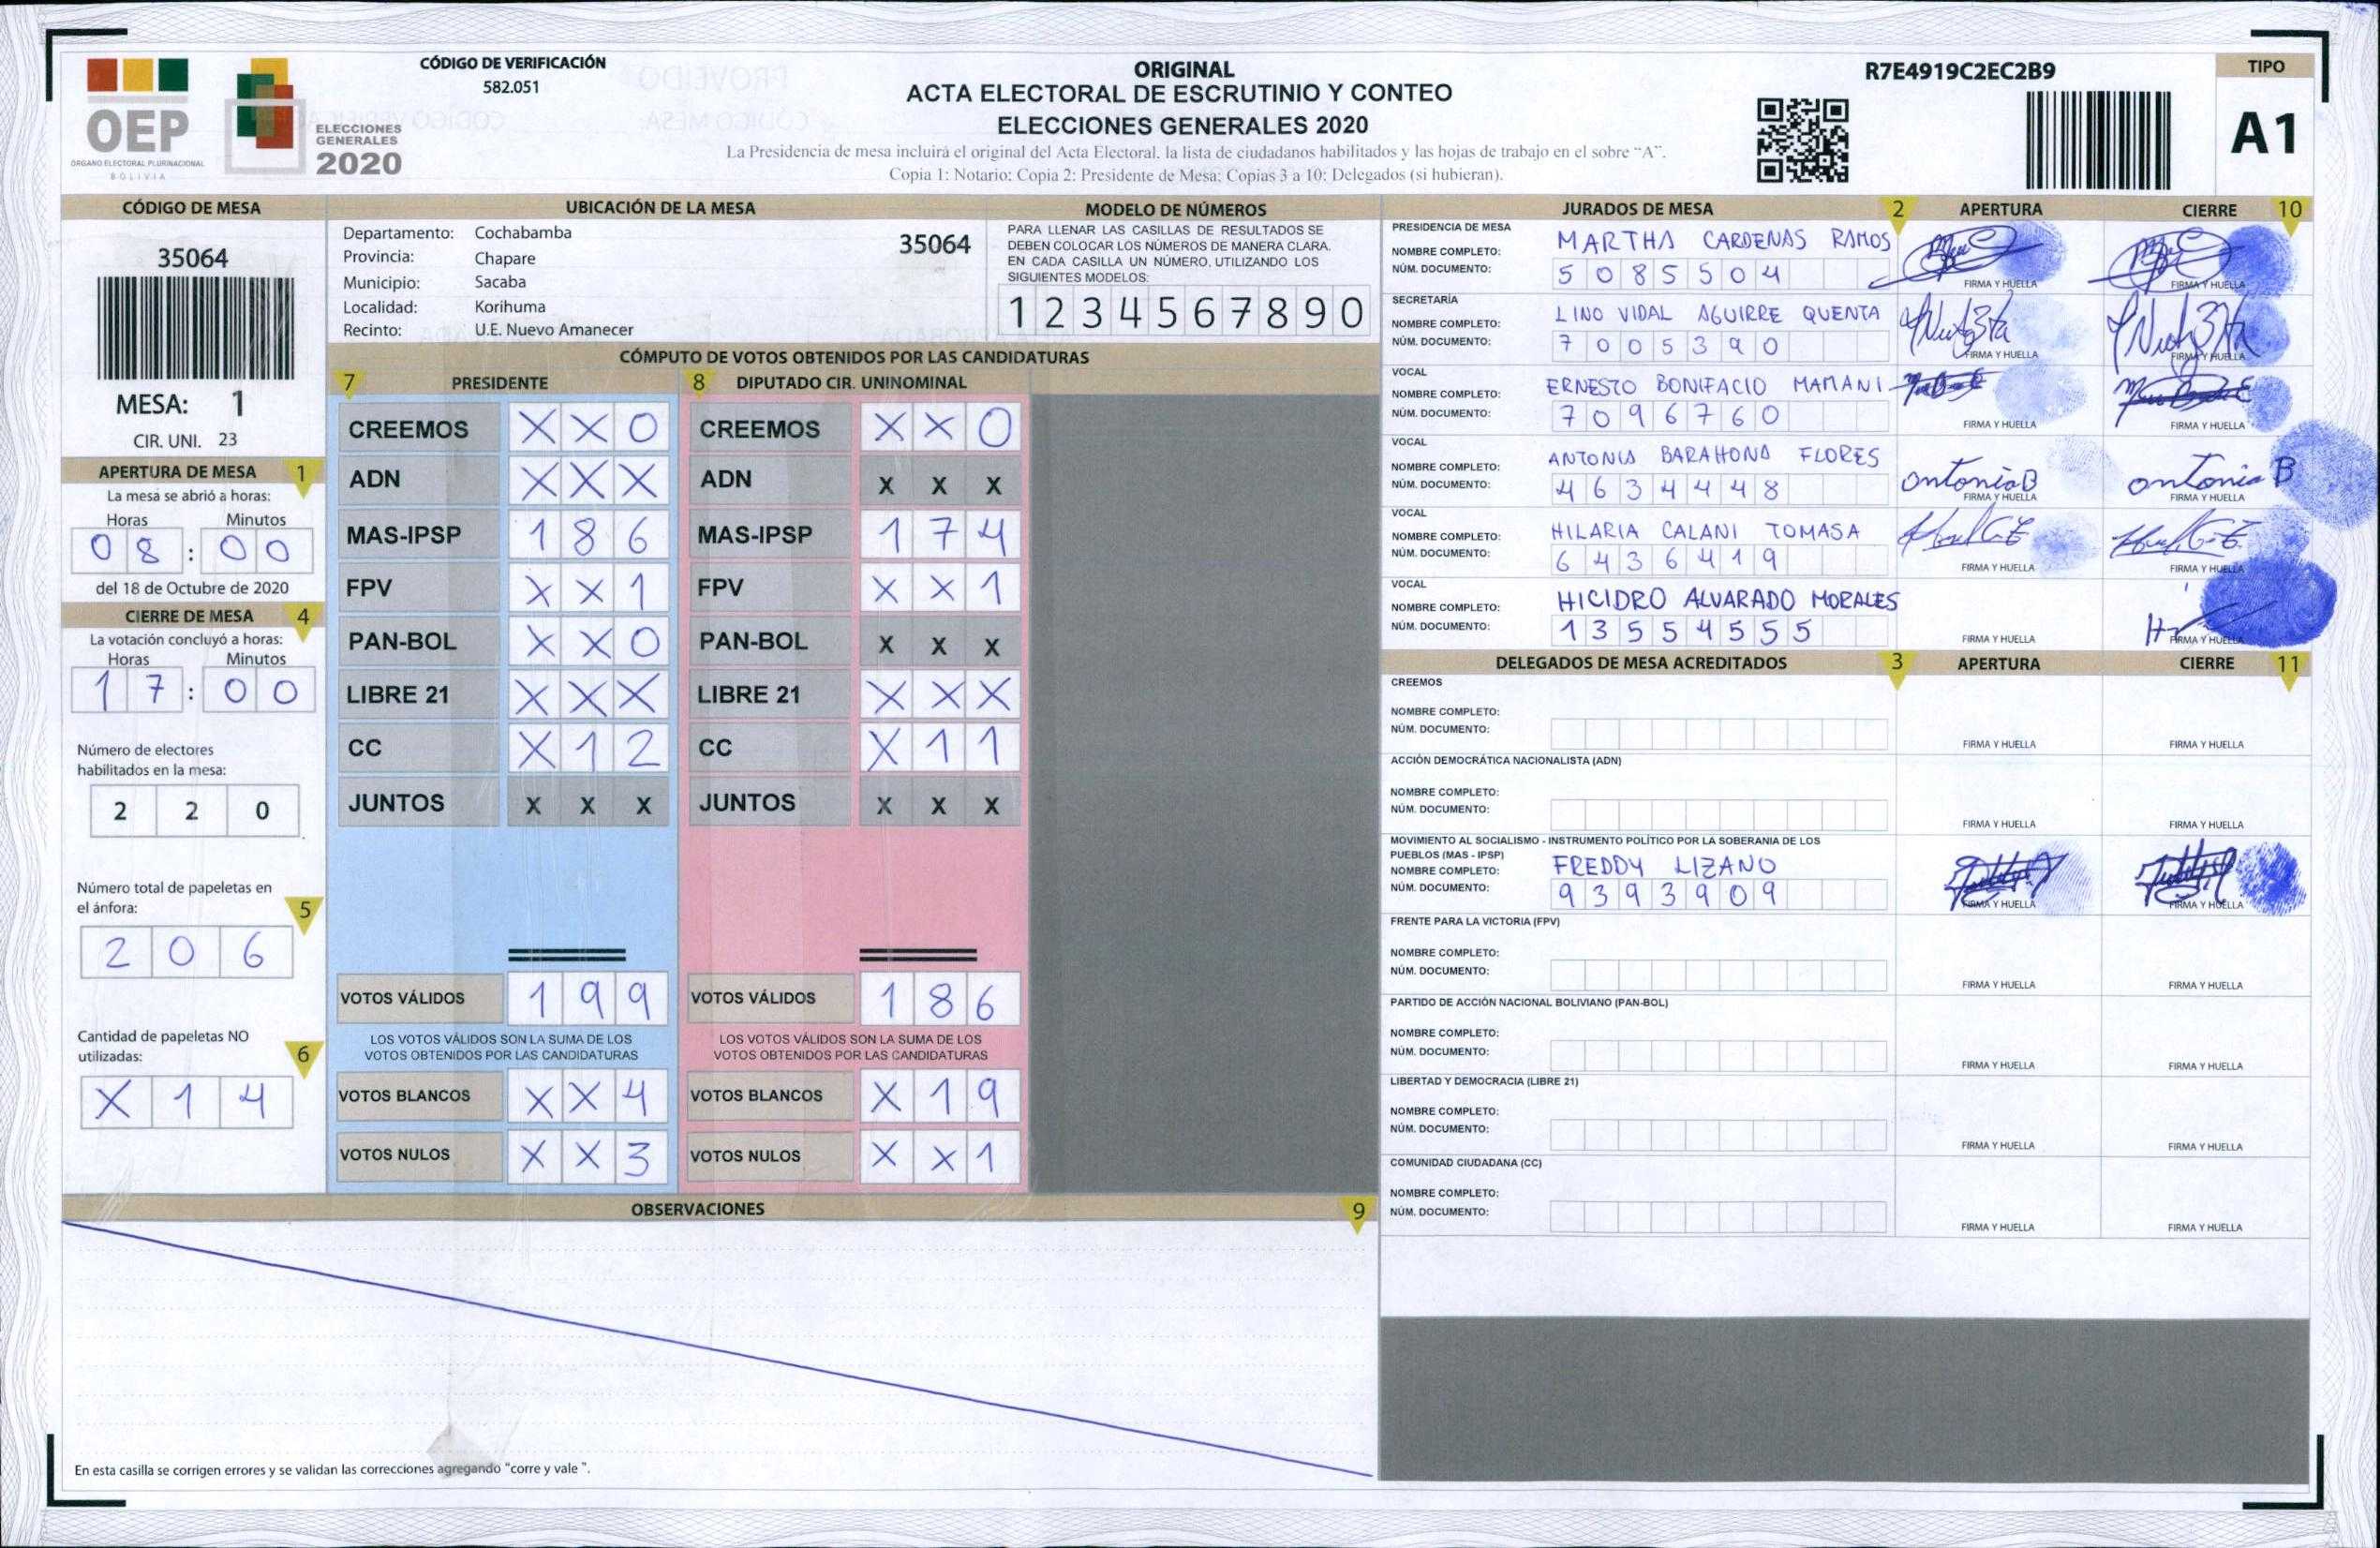 OEP
ÓRGANO ELECTORAL PLURINACIONAL
BOLIVIA
ELECCIONES
GENERALES
2020
CÓDIGO DE VERIFICACIÓN
582.051
ORIGINAL
ACTA ELECTORAL DE ESCRUTINIO Y CONTEO
ELECCIONES GENERALES 2020
La Presidencia de mesa incluirá el original del Acta Electoral, la lista de ciudadanos habilitados y las hojas de trabajo en el sobre "A".
Copia 1: Notario; Copia 2: Presidente de Mesa; Copias 3 a 10: Delegados (si hubieran).
R7E4919C2EC2B9
TIPO
A1
CÓDIGO DE MESA
35064
MESA: 1
CIR. UNI. 23
APERTURA DE MESA 1
La mesa se abrió a horas:
Horas Minutos
08 : 00
del 18 de Octubre de 2020
CIERRE DE MESA 4
La votación concluyó a horas:
Horas Minutos
17 : 00
Número de electores
habilitados en la mesa:
2 2 0
Número total de papeletas en
el ánfora: 5
2 0 6
Cantidad de papeletas NO
utilizadas: 6
X 1 4
UBICACIÓN DE LA MESA
Departamento: Cochabamba
35064
Provincia: Chapare
Municipio: Sacaba
Localidad: Korihuma
Recinto: U.E. Nuevo Amanecer
MODELO DE NÚMEROS
PARA LLENAR LAS CASILLAS DE RESULTADOS SE
DEBEN COLOCAR LOS NÚMEROS DE MANERA CLARA.
EN CADA CASILLA UN NÚMERO, UTILIZANDO LOS
SIGUIENTES MODELOS:
1 2 3 4 5 6 7 8 9 0
CÓMPUTO DE VOTOS OBTENIDOS POR LAS CANDIDATURAS
7 PRESIDENTE 8 DIPUTADO CIR. UNINOMINAL
CREEMOS X X 0 CREEMOS X X 0
ADN X X X ADN X X X
MAS-IPSP 1 8 6 MAS-IPSP 1 7 4
FPV X X 1 FPV X X 1
PAN-BOL X X 0 PAN-BOL X X X
LIBRE 21 X X X LIBRE 21 X X X
CC X 1 2 CC X 1 1
JUNTOS X X X JUNTOS X X X
VOTOS VÁLIDOS 1 9 9 VOTOS VÁLIDOS 1 8 6
LOS VOTOS VÁLIDOS SON LA SUMA DE LOS LOS VOTOS VÁLIDOS SON LA SUMA DE LOS
VOTOS OBTENIDOS POR LAS CANDIDATURAS VOTOS OBTENIDOS POR LAS CANDIDATURAS
VOTOS BLANCOS X X 4 VOTOS BLANCOS X 1 9
VOTOS NULOS X X 3 VOTOS NULOS X X 1
OBSERVACIONES 9
En esta casilla se corrigen errores y se validan las correcciones agregando "corre y vale ".
JURADOS DE MESA 2 APERTURA CIERRE 10
PRESIDENCIA DE MESA
NOMBRE COMPLETO: MARTHA CARDENAS RAMOS
NÚM. DOCUMENTO: 5085504
FIRMA Y HUELLA FIRMA Y HUELLA
SECRETARÍA
NOMBRE COMPLETO: LINO VIDAL AGUIRRE QUENTA
NÚM. DOCUMENTO: 7005390
FIRMA Y HUELLA FIRMA Y HUELLA
VOCAL
NOMBRE COMPLETO: ERNESTO BONIFACIO MAMANI
NÚM. DOCUMENTO: 7096760
FIRMA Y HUELLA FIRMA Y HUELLA
VOCAL
NOMBRE COMPLETO: ANTONIA BARAHONA FLORES
NÚM. DOCUMENTO: 4634448
antonia B antonia B
FIRMA Y HUELLA FIRMA Y HUELLA
VOCAL
NOMBRE COMPLETO: HILARIA CALANI TOMASA
NÚM. DOCUMENTO: 6436419
FIRMA Y HUELLA FIRMA Y HUELLA
VOCAL
NOMBRE COMPLETO: HICIDRO ALVARADO MORALES
NÚM. DOCUMENTO: 13554555
FIRMA Y HUELLA FIRMA Y HUELLA
DELEGADOS DE MESA ACREDITADOS 3 APERTURA CIERRE 11
CREEMOS
NOMBRE COMPLETO:
NÚM. DOCUMENTO:
FIRMA Y HUELLA FIRMA Y HUELLA
ACCIÓN DEMOCRÁTICA NACIONALISTA (ADN)
NOMBRE COMPLETO:
NÚM. DOCUMENTO:
FIRMA Y HUELLA FIRMA Y HUELLA
MOVIMIENTO AL SOCIALISMO - INSTRUMENTO POLÍTICO POR LA SOBERANIA DE LOS
PUEBLOS (MAS - IPSP)
NOMBRE COMPLETO: FREDDY LIZANO
NÚM. DOCUMENTO: 9393909
FIRMA Y HUELLA FIRMA Y HUELLA
FRENTE PARA LA VICTORIA (FPV)
NOMBRE COMPLETO:
NÚM. DOCUMENTO:
FIRMA Y HUELLA FIRMA Y HUELLA
PARTIDO DE ACCIÓN NACIONAL BOLIVIANO (PAN-BOL)
NOMBRE COMPLETO:
NÚM. DOCUMENTO:
FIRMA Y HUELLA FIRMA Y HUELLA
LIBERTAD Y DEMOCRACIA (LIBRE 21)
NOMBRE COMPLETO:
NÚM. DOCUMENTO:
FIRMA Y HUELLA FIRMA Y HUELLA
COMUNIDAD CIUDADANA (CC)
NOMBRE COMPLETO:
NÚM. DOCUMENTO:
FIRMA Y HUELLA FIRMA Y HUELLA